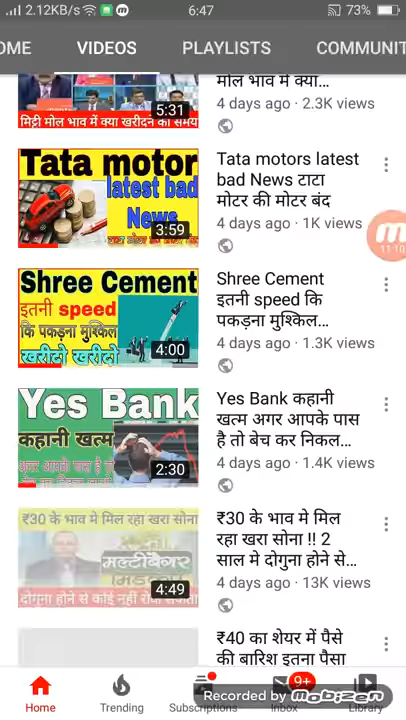 2.12KB/s
6:47
73%
OME VIDEOS PLAYLISTS COMMUNIT
मोल भाव में क्या...
4 days ago · 2.3K views
5:31
मिट्टी मोल भाव में क्या खरीदने का समय
Tata motor
latest bad
News
3:59
Tata motors latest
bad News टाटा
मोटर की मोटर बंद
4 days ago · 1K views
11:10
Shree Cement
इतनी speed
कि पकड़ना मुश्किल
खरीदो खरीदो
4:00
Shree Cement
इतनी speed कि
पकड़ना मुश्किल...
4 days ago · 1.3K views
Yes Bank
कहानी खत्म
2:30
Yes Bank कहानी
खत्म अगर आपके पास
है तो बेच कर निकल...
4 days ago · 1.4K views
₹30 के भाव मे मिल रहा खरा सोना
मल्टीबैगर
4:49
दोगुना होने से कोई नहीं रोक सकता
₹30 के भाव मे मिल
रहा खरा सोना !! 2
साल मे दोगुना होने से...
4 days ago · 13K views
₹40 का शेयर में पैसे
की बारिश इतना पैसा
9+
Home Trending Subscriptions Inbox Library
Recorded by Mobizen